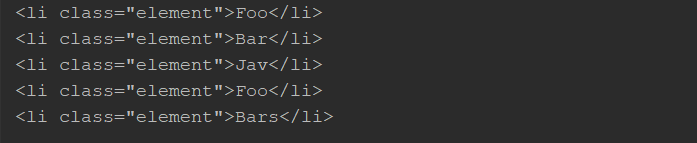 <li class="element">Foo</li>
<li class="element">Bar</li>
<li class="element">Jav</li>
<li class="element">Foo</li>
<li class="element">Bars</li>